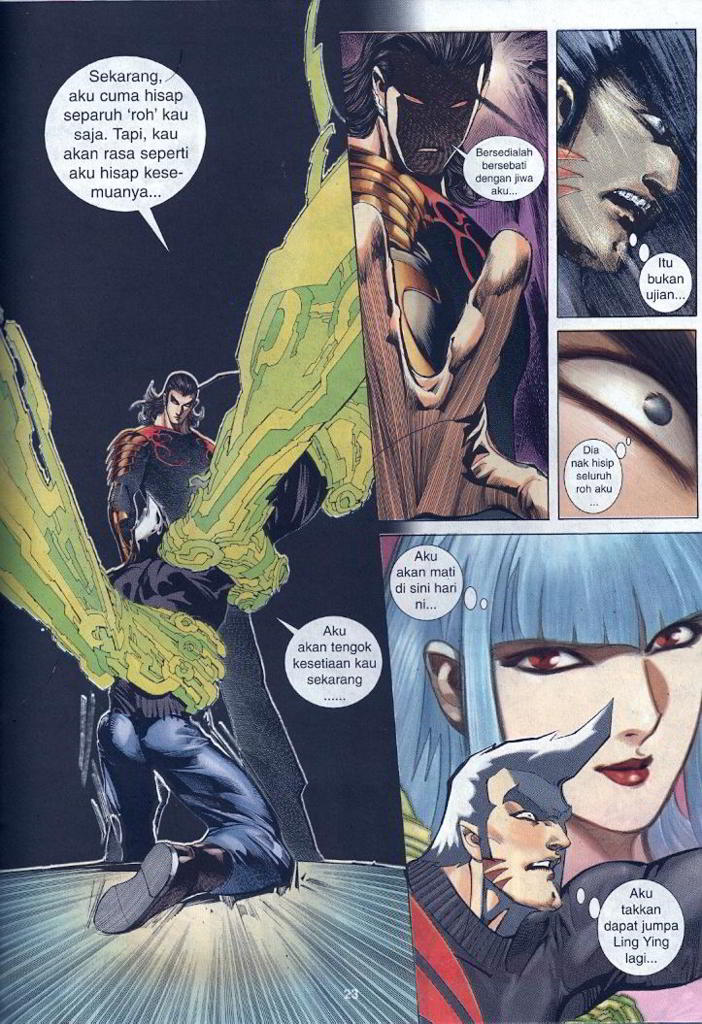 Sekarang,
aku cuma hisap
separuh ‘roh’ kau
saja. Tapi, kau
akan rasa seperti
aku hisap kese-
muanya...
Aku
akan tengok
kesetiaan kau
sekarang
......
Bersedialah
bersebati
dengan jiwa
aku...
Itu
bukan
ujian...
Dia
nak hisip
seluruh
roh aku
...
Aku
akan mati
di sini hari
ni...
Aku
takkan
dapat jumpa
Ling Ying
lagi...
23